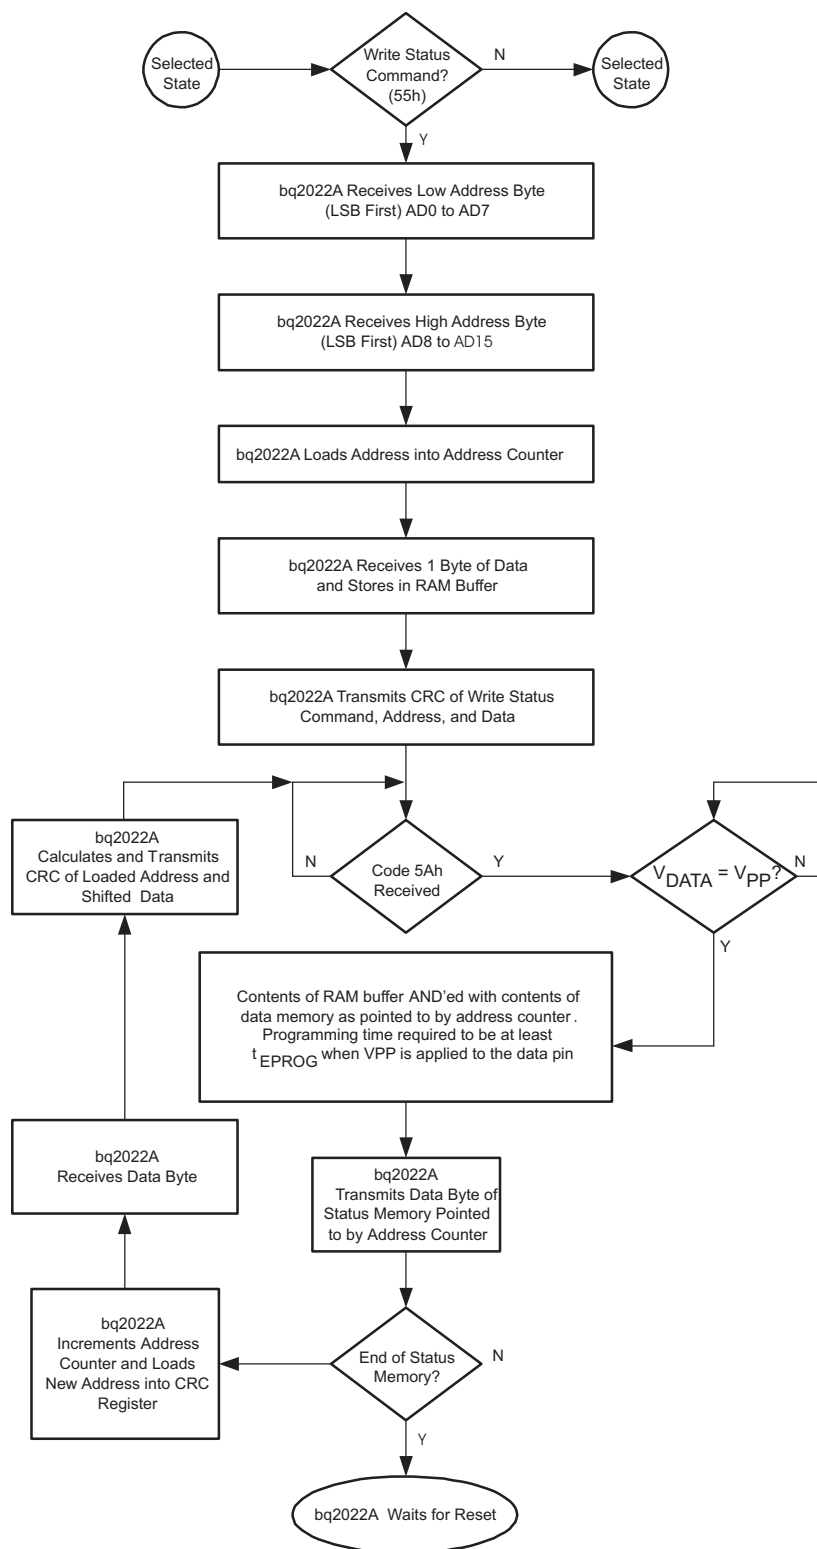 Selected
State
Write Status
Command?
(55h)
N
Selected
State
Y
bq2022A Receives Low Address Byte
(LSB First) AD0 to AD7
bq2022A Receives High Address Byte
(LSB First) AD8 to AD15
bq2022A Loads Address into Address Counter
bq2022A Receives 1 Byte of Data
and Stores in RAM Buffer
bq2022A Transmits CRC of Write Status
Command, Address, and Data
bq2022A
Calculates and Transmits
CRC of Loaded Address and
Shifted Data
N
Code 5Ah
Received
Y
VDATA = VPP?
N
Y
Contents of RAM buffer AND'ed with contents of
data memory as pointed to by address counter.
Programming time required to be at least
tEPROG when VPP is applied to the data pin
bq2022A
Receives Data Byte
bq2022A
Transmits Data Byte of
Status Memory Pointed
to by Address Counter
bq2022A
Increments Address
Counter and Loads
New Address into CRC
Register
End of Status
Memory?
N
Y
bq2022A Waits for Reset